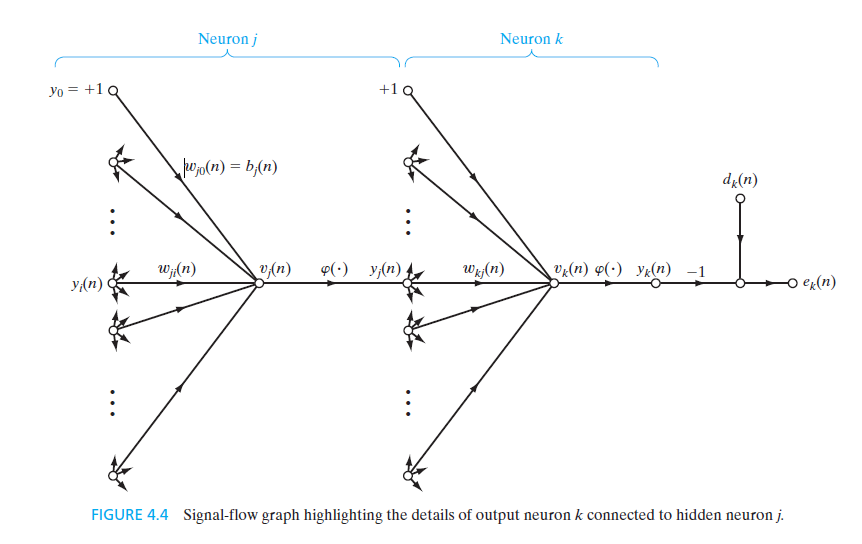 Neuron j Neuron k
y₀ = +1 +1
wⱼ₀(n) = bⱼ(n)
dₖ(n)
wⱼᵢ(n) vⱼ(n) φ(·) yⱼ(n) wₖⱼ(n) vₖ(n) φ(·) yₖ(n) −1
yᵢ(n) eₖ(n)
FIGURE 4.4 Signal-flow graph highlighting the details of output neuron k connected to hidden neuron j.